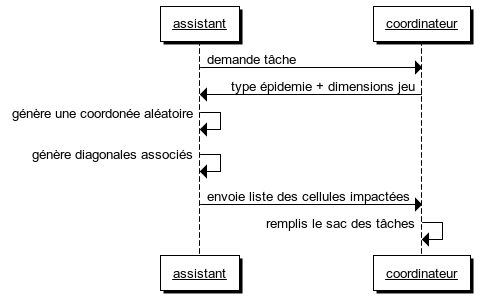 assistant
coordinateur
demande tâche
type épidemie + dimensions jeu
génère une coordonée aléatoire
génère diagonales associés
envoie liste des cellules impactées
remplis le sac des tâches
assistant
coordinateur